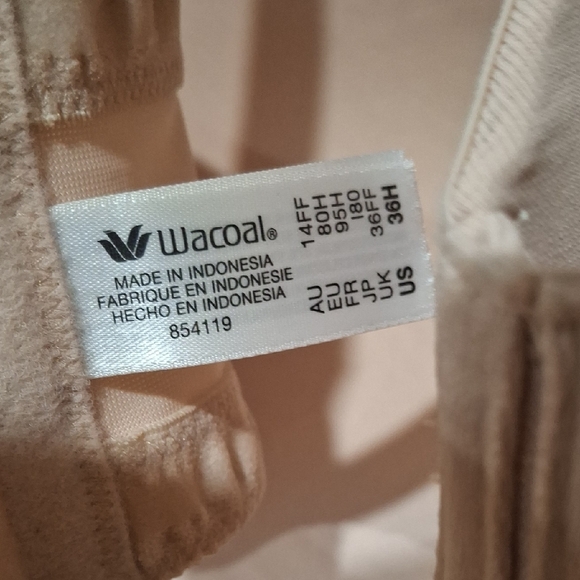 Wacoal®
MADE IN INDONESIA
FABRIQUE EN INDONESIE
HECHO EN INDONESIA
854119
AU 14FF
EU 80H
FR 95H
JP I80
UK 36FF
US 36H